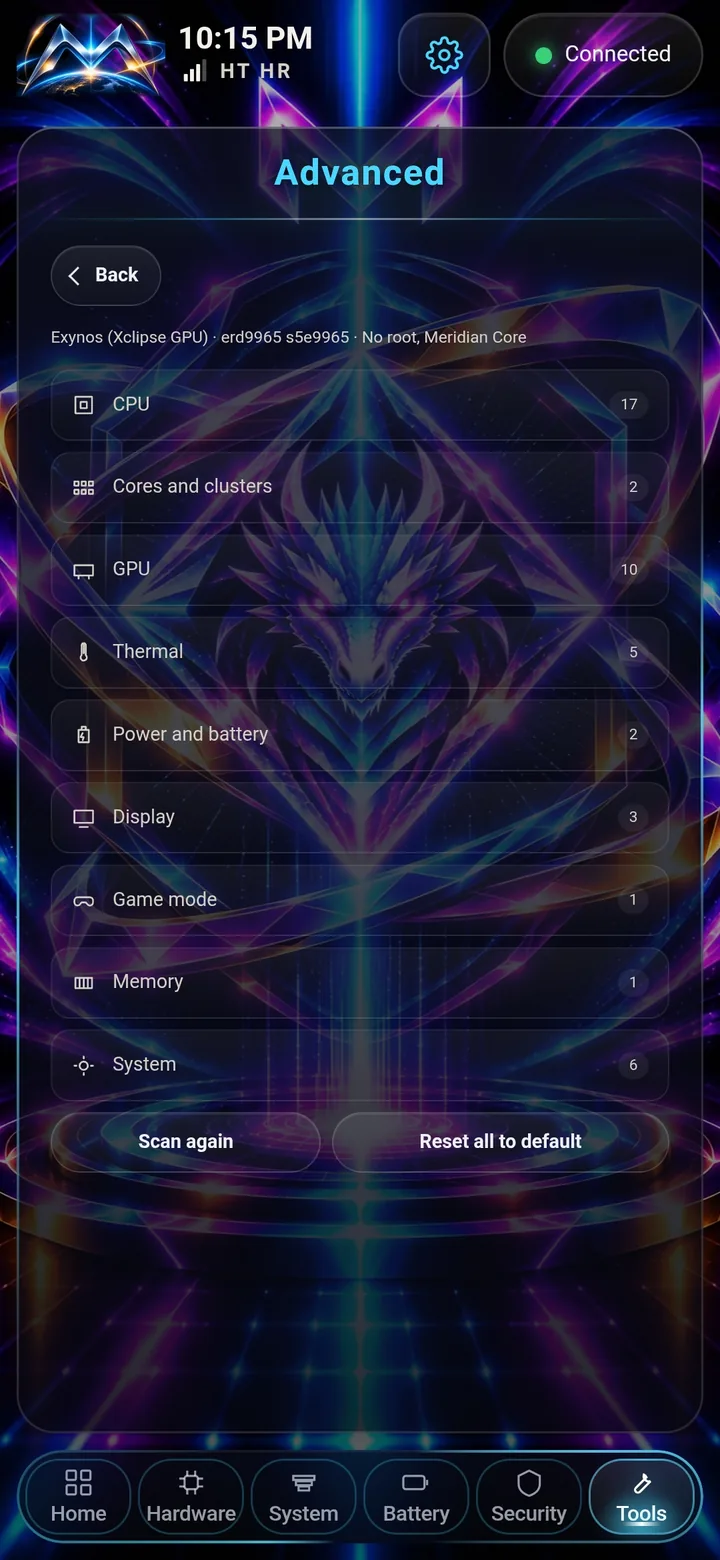 10:15 PM
HT HR
Connected
Advanced
Back
Exynos (Xclipse GPU) · erd9965 s5e9965 · No root, Meridian Core
CPU 17
Cores and clusters 2
GPU 10
Thermal 5
Power and battery 2
Display 3
Game mode 1
Memory 1
System 6
Scan again Reset all to default
Home Hardware System Battery Security Tools